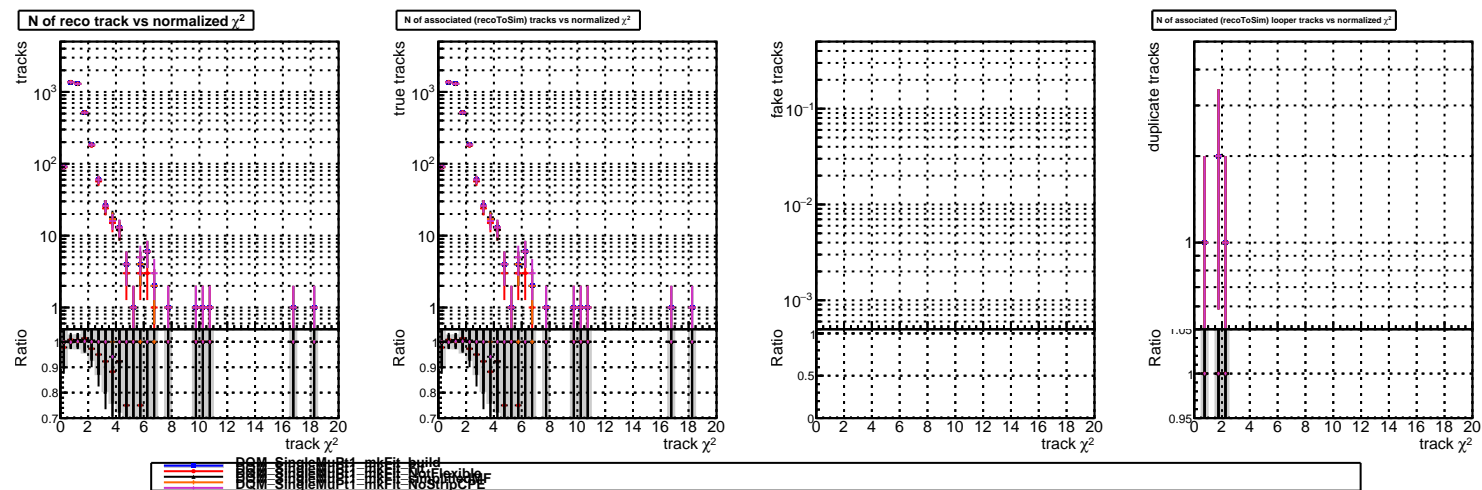 N of reco track vs normalized χ²
tracks
10³
10²
10
1
Ratio
1
0.9
0.8
0.7
0 2 4 6 8 10 12 14 16 18 20
track χ²
N of associated (recoToSim) tracks vs normalized χ²
true tracks
10³
10²
10
1
Ratio
1
0.9
0.8
0.7
0 2 4 6 8 10 12 14 16 18 20
track χ²
fake tracks
10⁻¹
10⁻²
10⁻³
Ratio
1
0.5
0
0 2 4 6 8 10 12 14 16 18 20
track χ²
N of associated (recoToSim) looper tracks vs normalized χ²
duplicate tracks
1
Ratio
1.05
1
0.95
0 2 4 6 8 10 12 14 16 18 20
track χ²
DQM_SingleMuPt1_mkFit_build
DQM_SingleMuPt1_mkFit_NoStripCPE